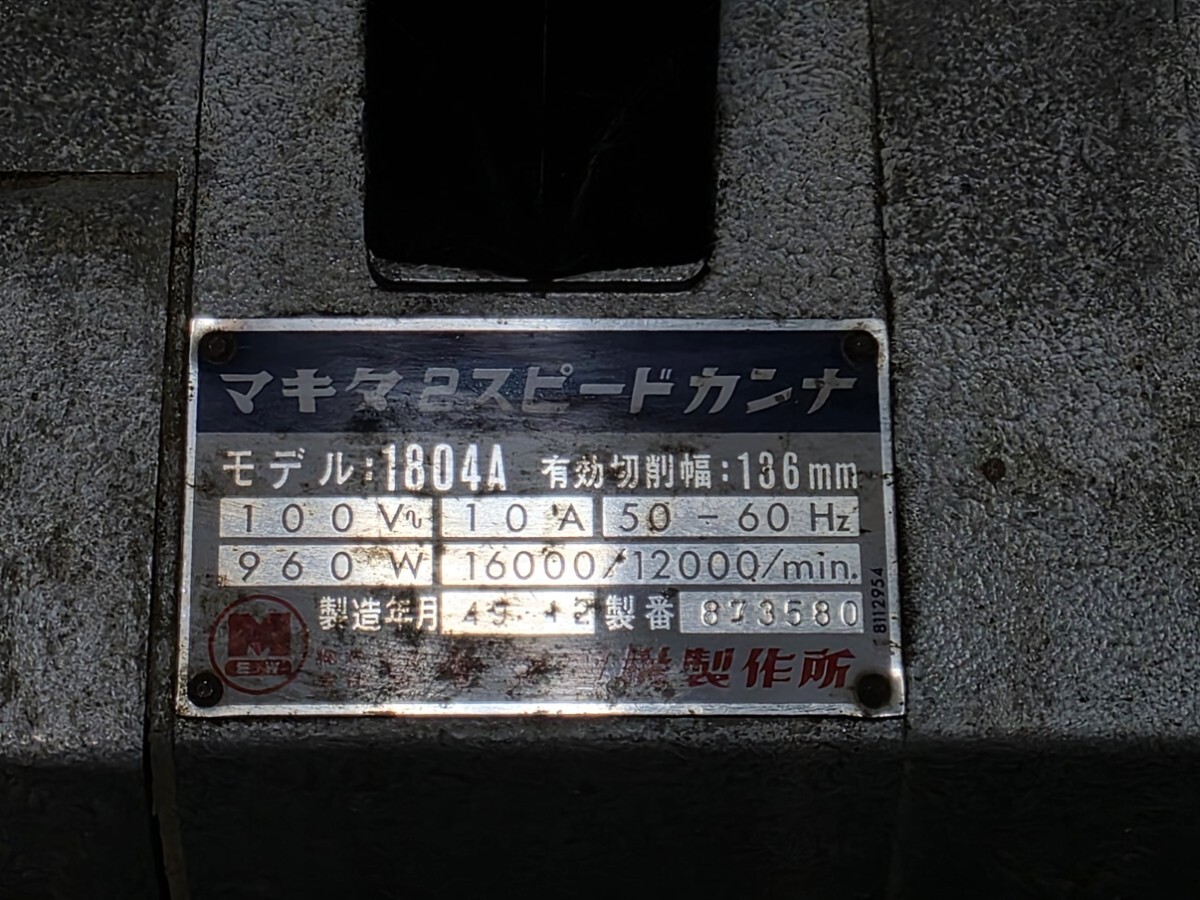 マキタ2スピードカンナ
モデル:1804A 有効切削幅:136mm
100V∿ 10A 50-60Hz
960W 16000/12000/min.
製造年月 49 12 製番 873580
M
製作所
8112954